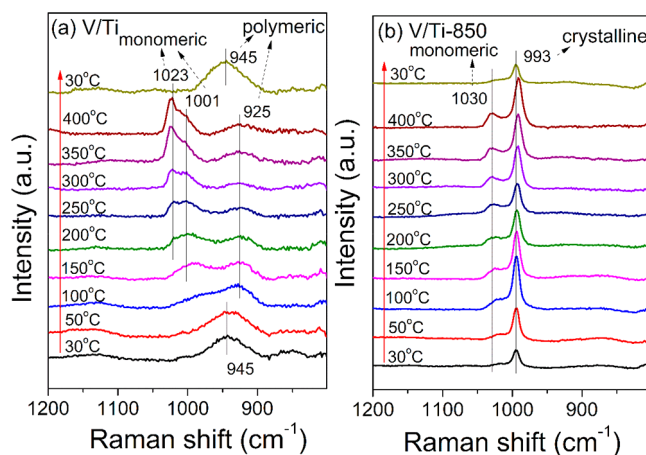 (a) V/Ti
monomeric
945
polymeric
1023
1001
925
30°C
400°C
350°C
300°C
250°C
200°C
150°C
100°C
50°C
30°C
945
1200 1100 1000 900
Raman shift (cm⁻¹)
Intensity (a.u.)
(b) V/Ti-850
monomeric
993
crystalline
1030
30°C
400°C
350°C
300°C
250°C
200°C
150°C
100°C
50°C
30°C
1200 1100 1000 900
Raman shift (cm⁻¹)
Intensity (a.u.)